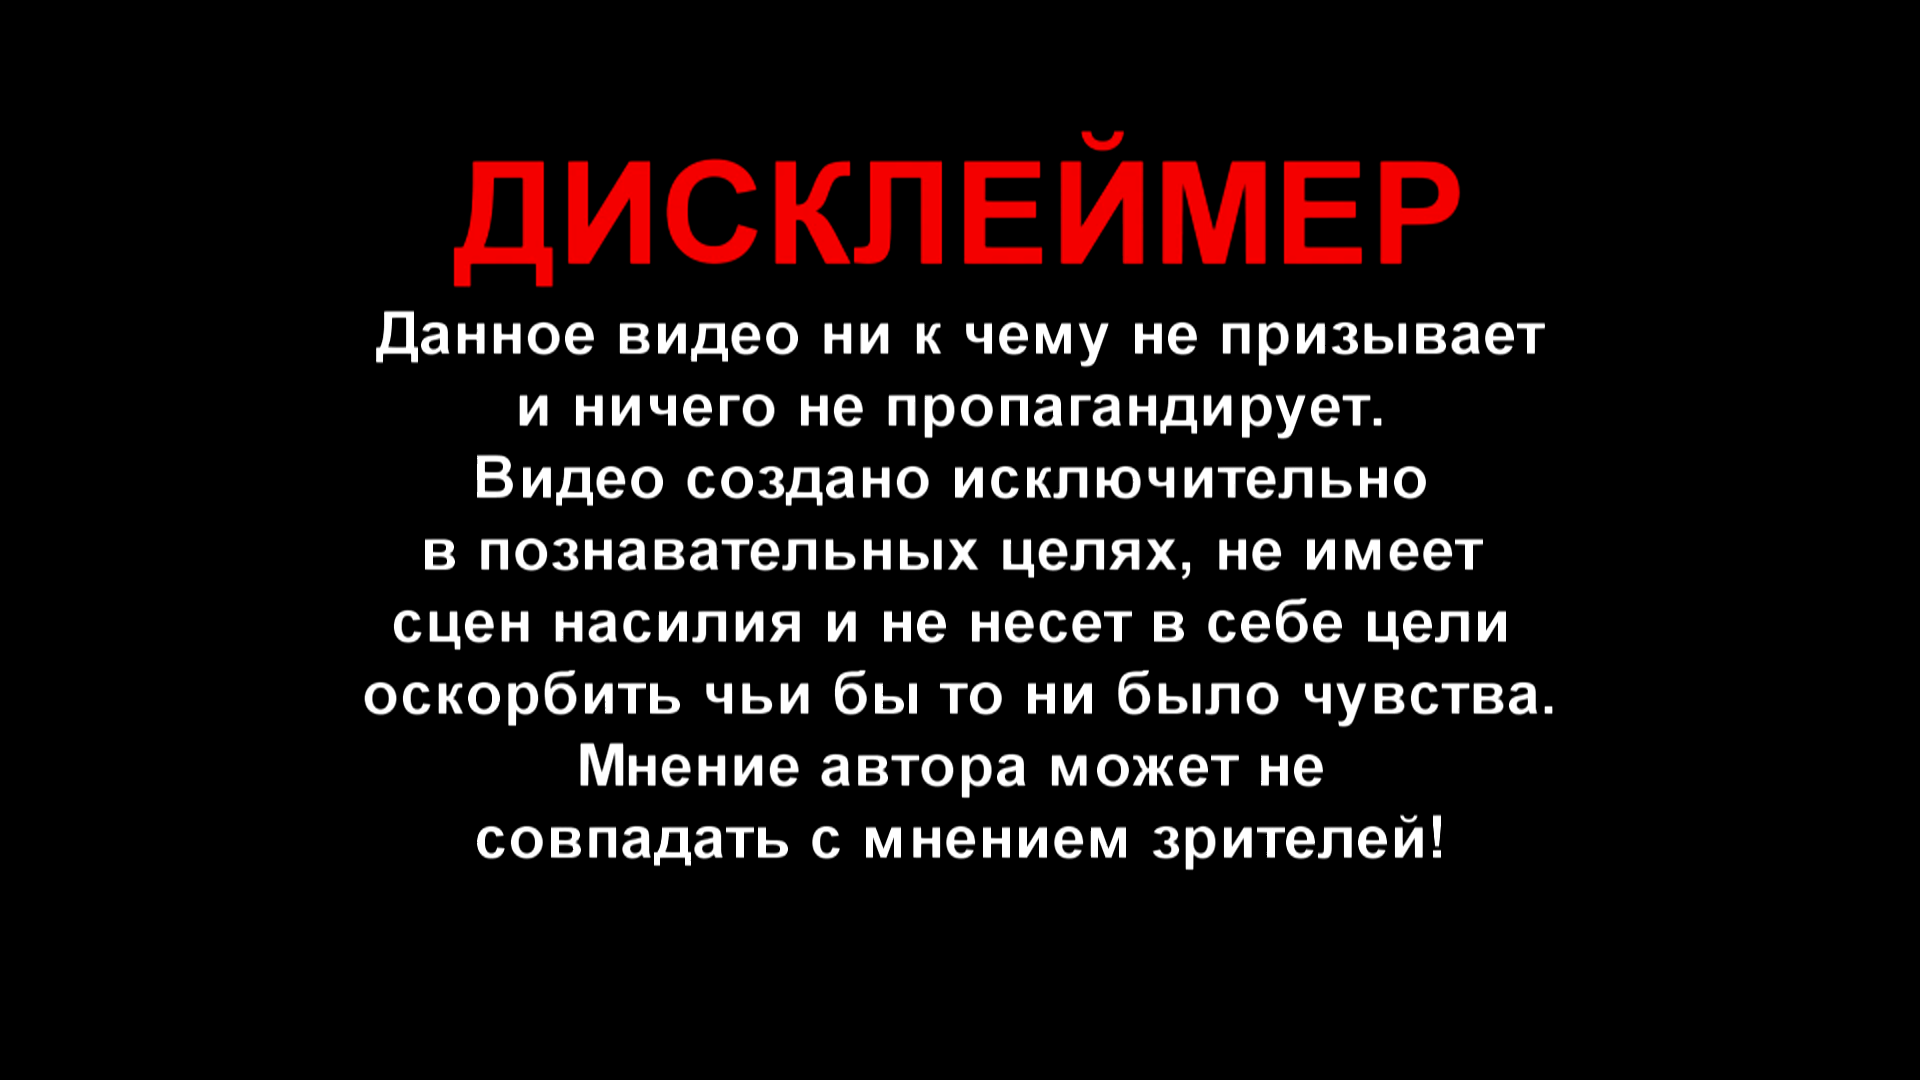 ДИСКЛЕЙМЕР
Данное видео ни к чему не призывает
и ничего не пропагандирует.
Видео создано исключительно
в познавательных целях, не имеет
сцен насилия и не несет в себе цели
оскорбить чьи бы то ни было чувства.
Мнение автора может не
совпадать с мнением зрителей!